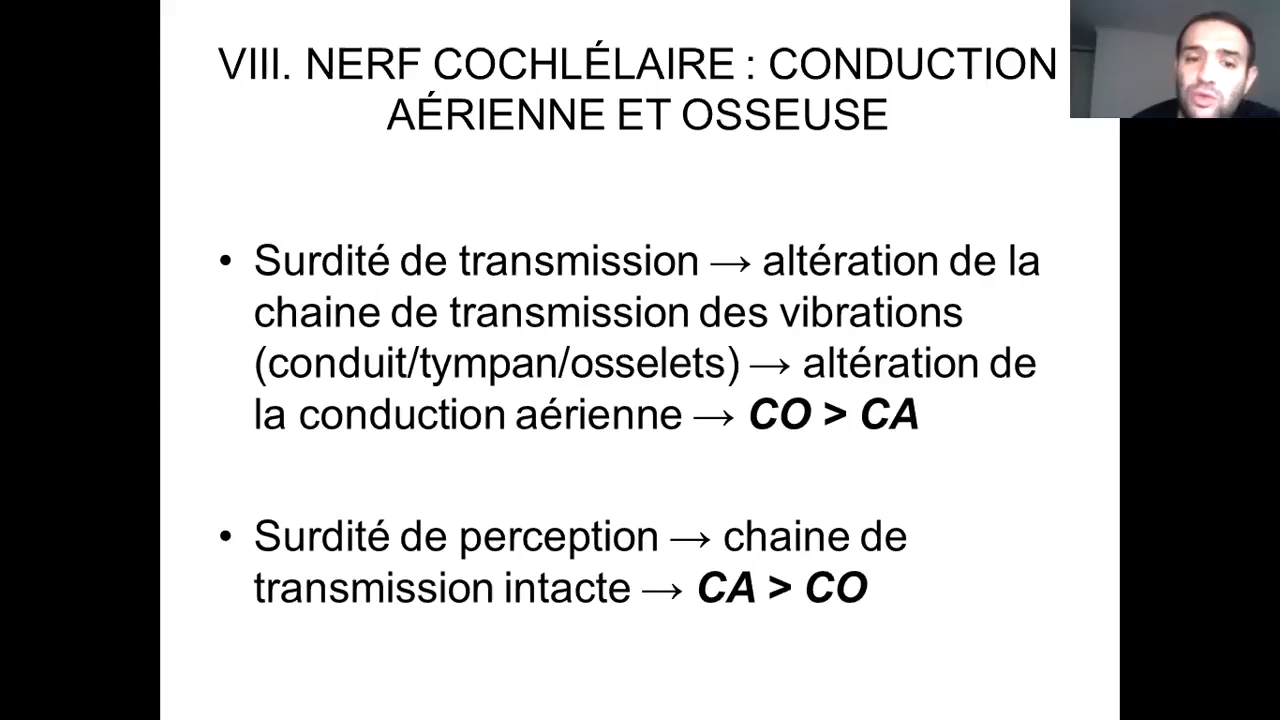 VIII. NERF COCHLÉLAIRE : CONDUCTION
AÉRIENNE ET OSSEUSE
• Surdité de transmission → altération de la
chaine de transmission des vibrations
(conduit/tympan/osselets) → altération de
la conduction aérienne → CO > CA
• Surdité de perception → chaine de
transmission intacte → CA > CO